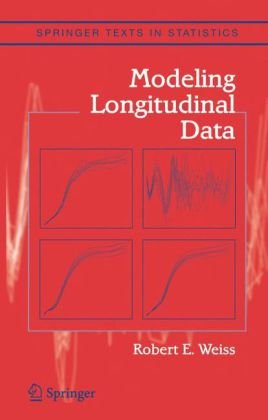 SPRINGER TEXTS IN STATISTICS
Modeling
Longitudinal
Data
Robert E. Weiss
Springer